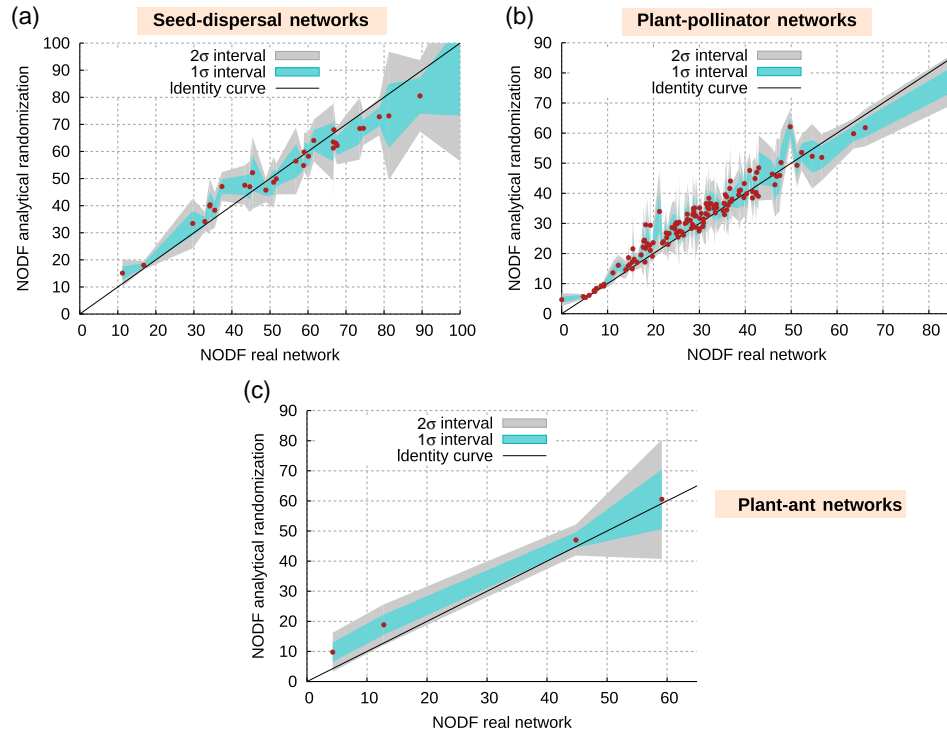 (a)
Seed-dispersal networks
2σ interval
1σ interval
Identity curve
100
90
80
70
60
50
40
30
20
10
0
0 10 20 30 40 50 60 70 80 90 100
NODF analytical randomization
NODF real network
(b)
Plant-pollinator networks
2σ interval
1σ interval
Identity curve
90
80
70
60
50
40
30
20
10
0
0 10 20 30 40 50 60 70 80
NODF analytical randomization
NODF real network
(c)
2σ interval
1σ interval
Identity curve
90
80
70
60
50
40
30
20
10
0
0 10 20 30 40 50 60
NODF analytical randomization
NODF real network
Plant-ant networks